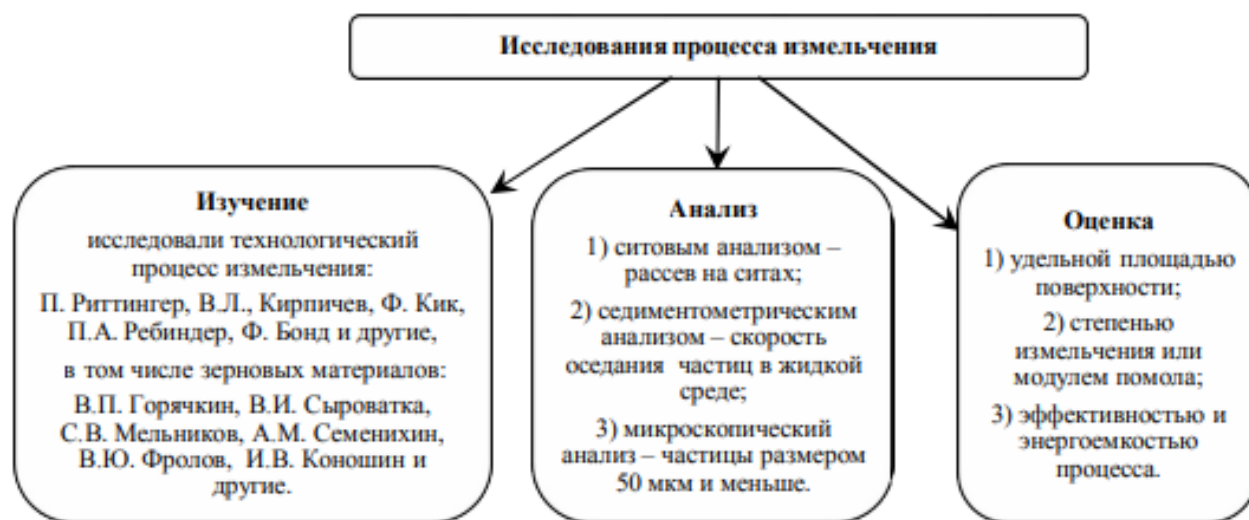 Исследования процесса измельчения
Изучение
исследовали технологический
процесс измельчения:
П. Риттингер, В.Л., Кирпичев, Ф. Кик,
П.А. Ребиндер, Ф. Бонд и другие,
в том числе зерновых материалов:
В.П. Горячкин, В.И. Сыроватка,
С.В. Мельников, А.М. Семенихин,
В.Ю. Фролов, И.В. Коношин и
другие.
Анализ
1) ситовым анализом –
рассев на ситах;
2) седиментометрическим
анализом – скорость
оседания частиц в жидкой
среде;
3) микроскопический
анализ – частицы размером
50 мкм и меньше.
Оценка
1) удельной площадью
поверхности;
2) степенью
измельчения или
модулем помола;
3) эффективностью и
энергоемкостью
процесса.